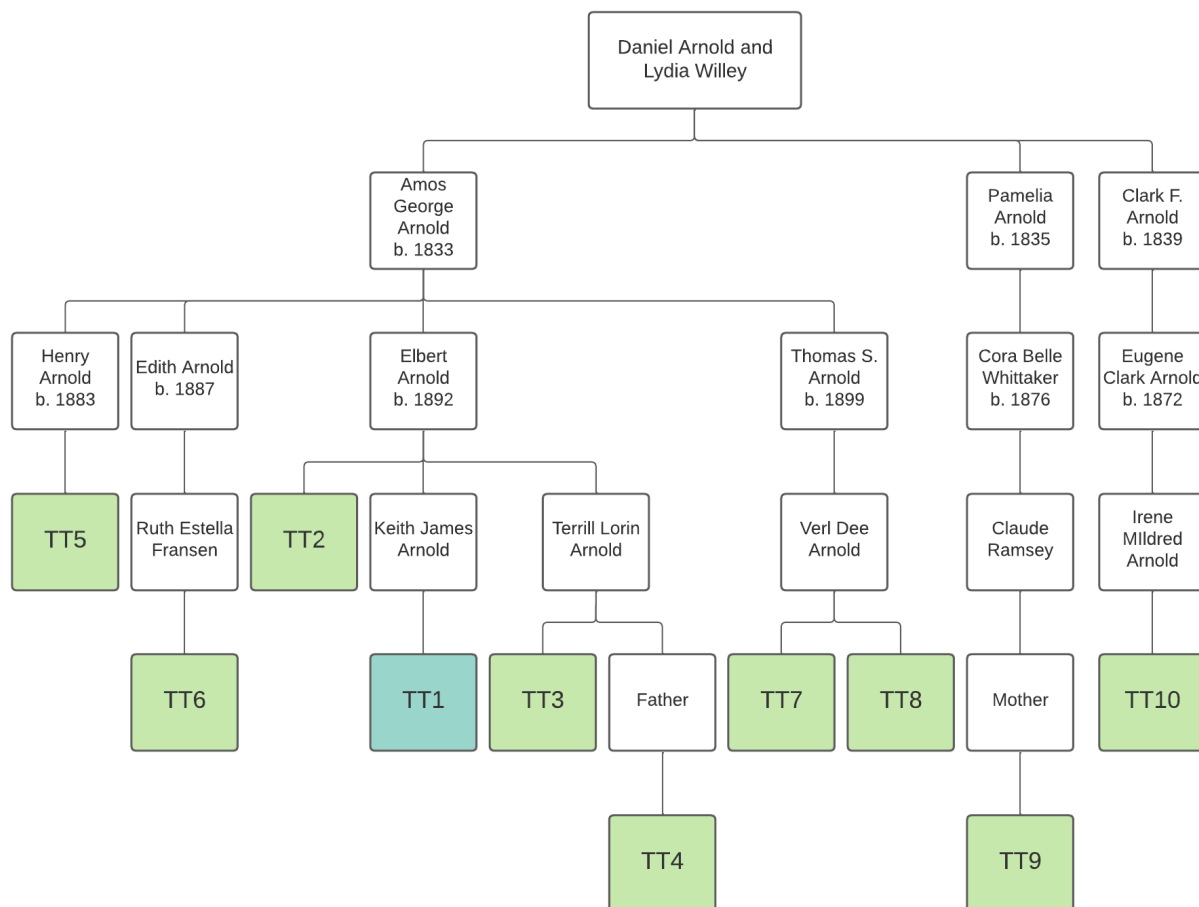 Daniel Arnold and
Lydia Willey
Amos
George
Arnold
b. 1833
Pamelia
Arnold
b. 1835
Clark F.
Arnold
b. 1839
Henry
Arnold
b. 1883
Edith Arnold
b. 1887
Elbert
Arnold
b. 1892
Thomas S.
Arnold
b. 1899
Cora Belle
Whittaker
b. 1876
Eugene
Clark Arnold
b. 1872
TT5
Ruth Estella
Fransen
TT2
Keith James
Arnold
Terrill Lorin
Arnold
Verl Dee
Arnold
Claude
Ramsey
Irene
MIldred
Arnold
TT6
TT1
TT3
Father
TT7
TT8
Mother
TT10
TT4
TT9